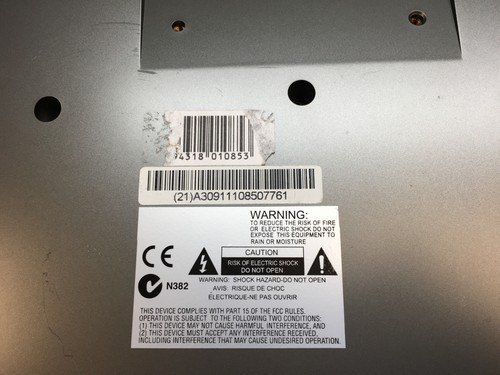 4318 010853
(21)A30911108507761
WARNING:
TO REDUCE THE RISK OF FIRE
OR ELECTRIC SHOCK DO NOT
EXPOSE THIS EQUIPMENT TO
RAIN OR MOISTURE
CAUTION
RISK OF ELECTRIC SHOCK
DO NOT OPEN
CE
N382
WARNING: SHOCK HAZARD-DO NOT OPEN
AVIS: RISQUE DE CHOC
ÉLECTRIQUE-NE PAS OUVRIR
THIS DEVICE COMPLIES WITH PART 15 OF THE FCC RULES.
OPERATION IS SUBJECT TO THE FOLLOWING TWO CONDITIONS:
(1) THIS DEVICE MAY NOT CAUSE HARMFUL INTERFERENCE, AND
(2) THIS DEVICE MUST ACCEPT ANY INTERFERENCE RECEIVED,
INCLUDING INTERFERENCE THAT MAY CAUSE UNDESIRED OPERATION.